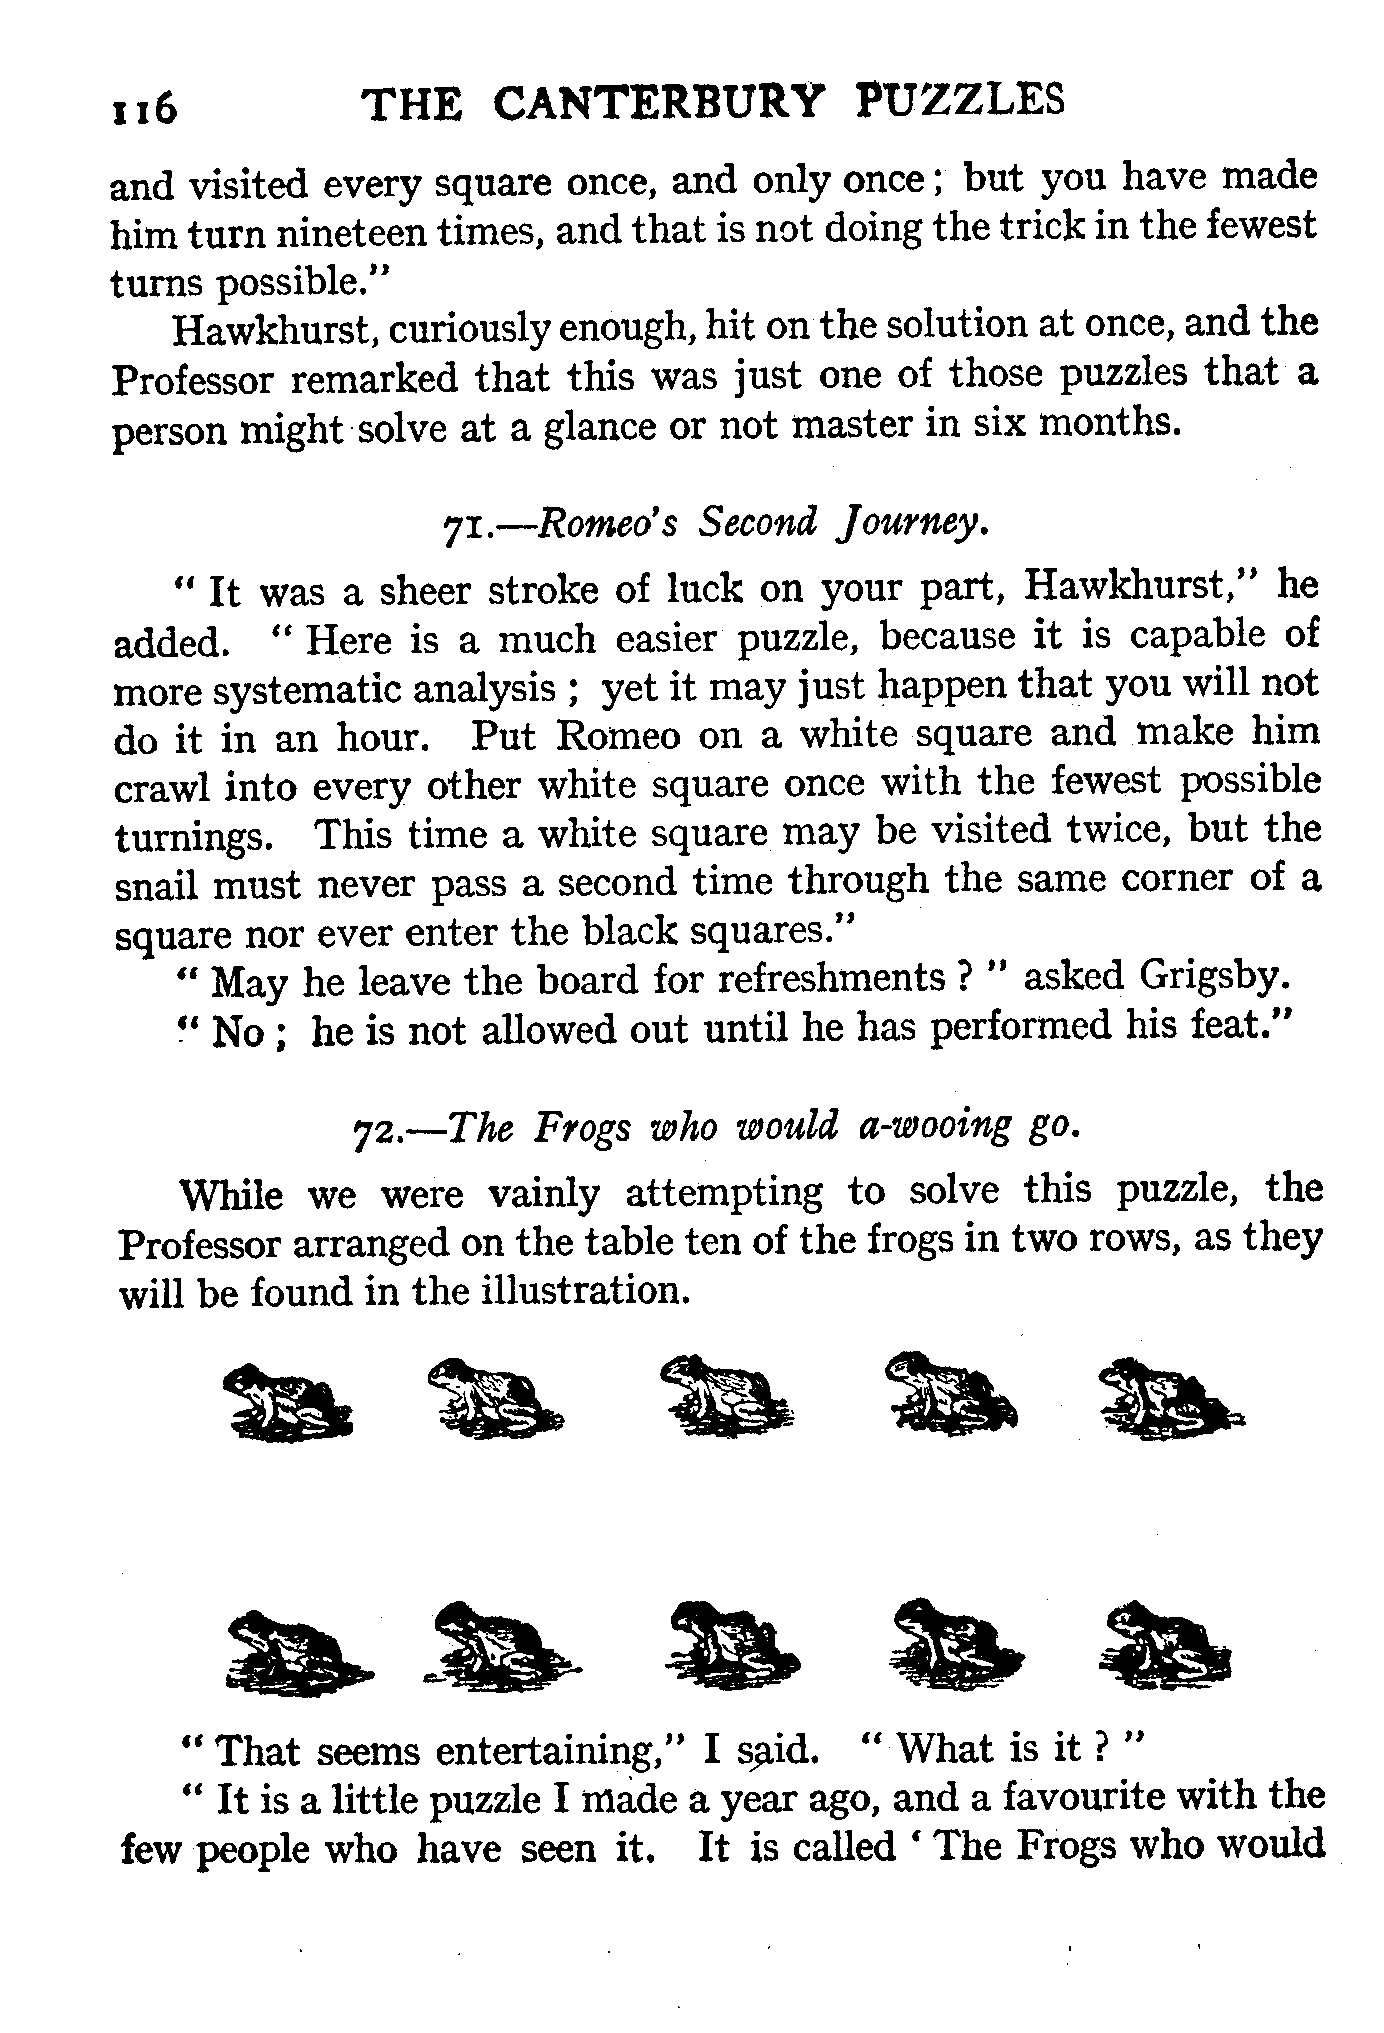 116 THE CANTERBURY PUZZLES
and visited every square once, and only once; but you have made
him turn nineteen times, and that is not doing the trick in the fewest
turns possible."
Hawkhurst, curiously enough, hit on the solution at once, and the
Professor remarked that this was just one of those puzzles that a
person might solve at a glance or not master in six months.
71.—Romeo's Second Journey.
"It was a sheer stroke of luck on your part, Hawkhurst," he
added. "Here is a much easier puzzle, because it is capable of
more systematic analysis; yet it may just happen that you will not
do it in an hour. Put Romeo on a white square and make him
crawl into every other white square once with the fewest possible
turnings. This time a white square may be visited twice, but the
snail must never pass a second time through the same corner of a
square nor ever enter the black squares."
"May he leave the board for refreshments?" asked Grigsby.
"No; he is not allowed out until he has performed his feat."
72.—The Frogs who would a-wooing go.
While we were vainly attempting to solve this puzzle, the
Professor arranged on the table ten of the frogs in two rows, as they
will be found in the illustration.
"That seems entertaining," I said. "What is it?"
"It is a little puzzle I made a year ago, and a favourite with the
few people who have seen it. It is called 'The Frogs who would